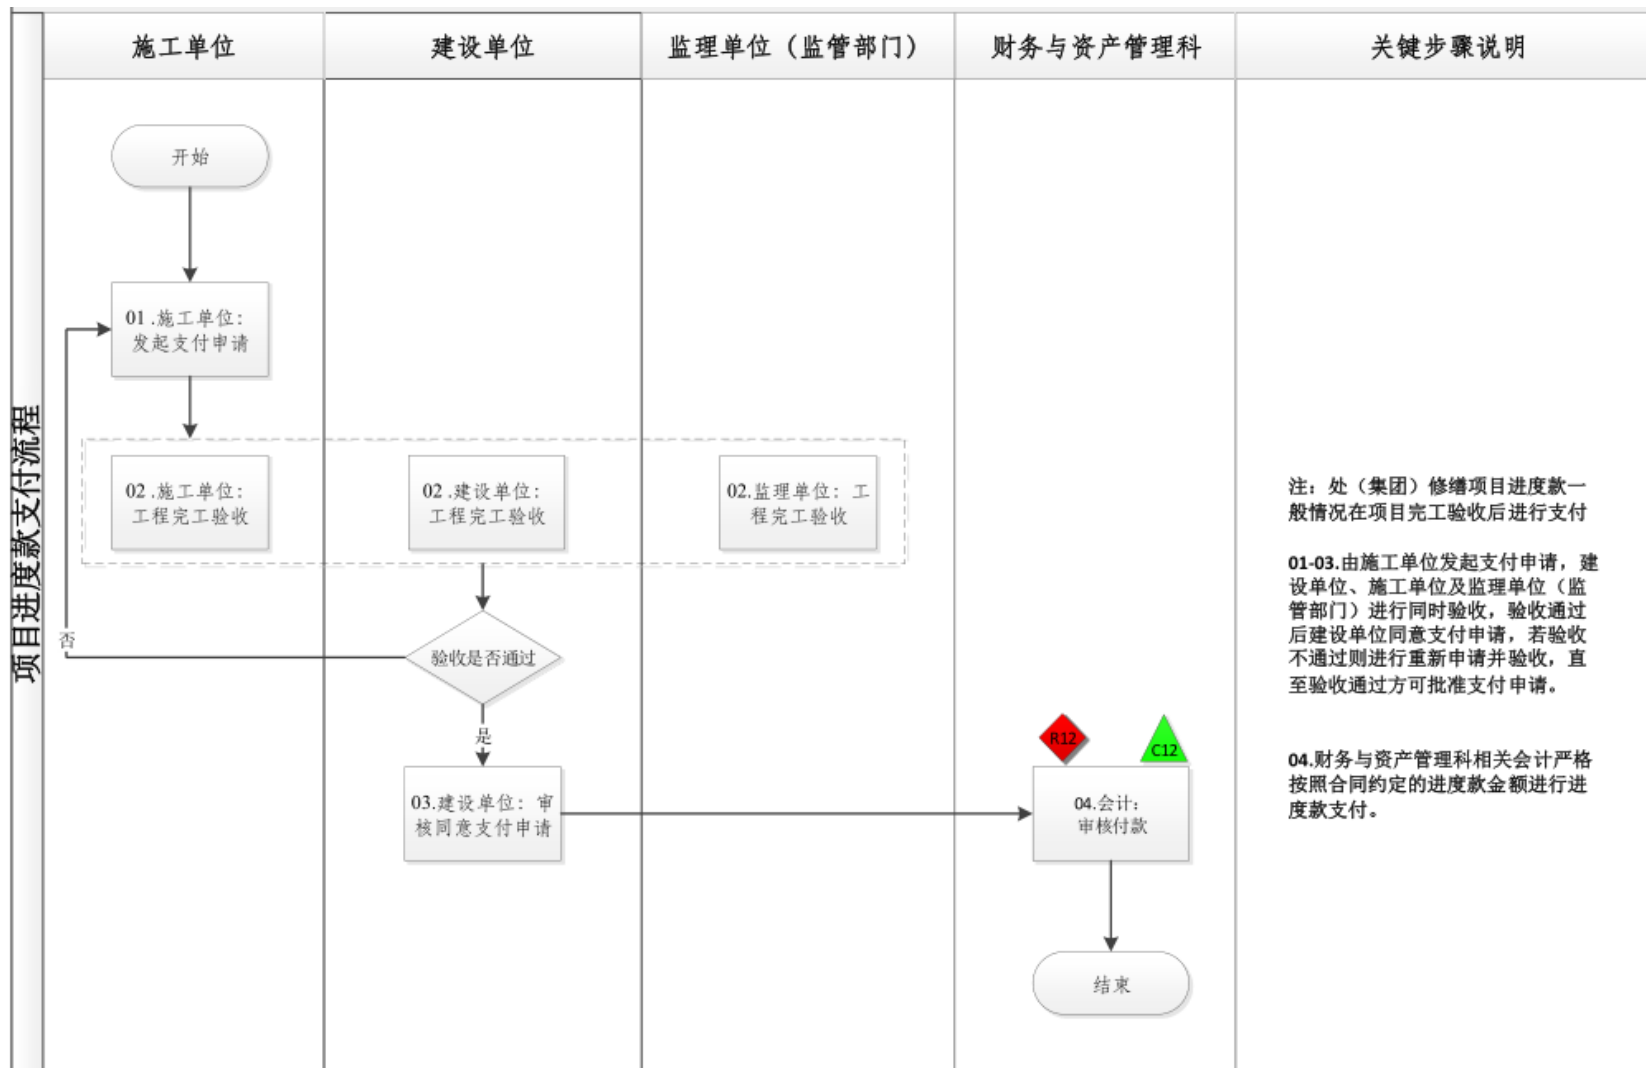 项目进度款支付流程
施工单位
建设单位
监理单位（监管部门）
财务与资产管理科
关键步骤说明
开始
01 .施工单位：
发起支付申请
02 .施工单位：
工程完工验收
02 .建设单位：
工程完工验收
02.监理单位：工
程完工验收
验收是否通过
否
是
03.建设单位：审
核同意支付申请
R12
C12
04.会计：
审核付款
结束
注：处（集团）修缮项目进度款一
般情况在项目完工验收后进行支付
01-03.由施工单位发起支付申请，建
设单位、施工单位及监理单位（监
管部门）进行同时验收，验收通过
后建设单位同意支付申请，若验收
不通过则进行重新申请并验收，直
至验收通过方可批准支付申请。
04.财务与资产管理科相关会计严格
按照合同约定的进度款金额进行进
度款支付。